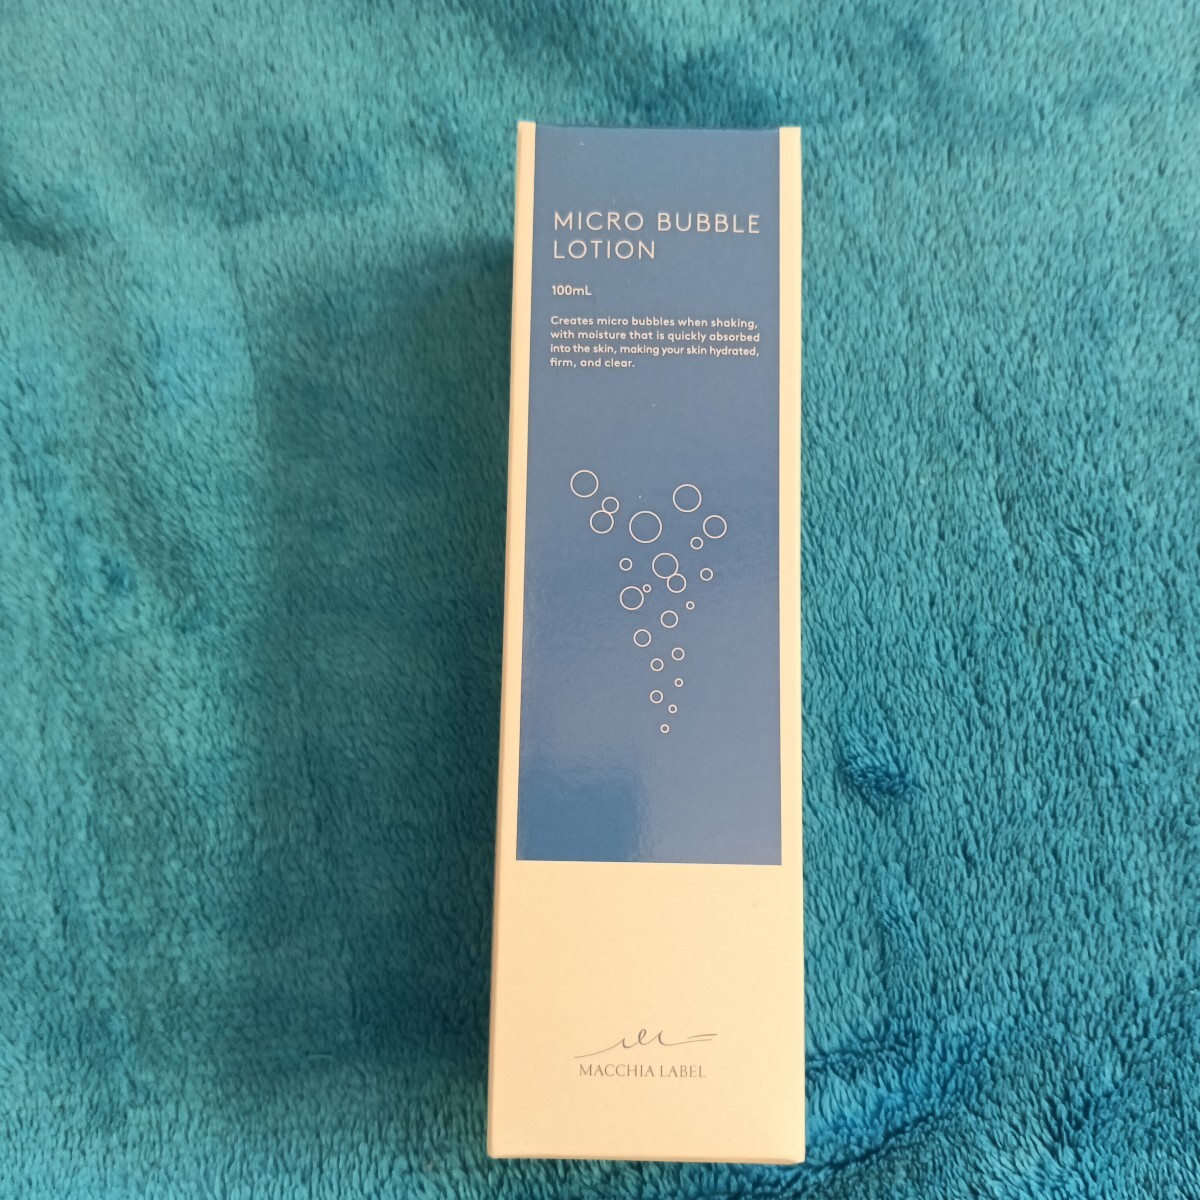 MICRO BUBBLE
LOTION
100mL
Creates micro bubbles when shaking,
with moisture that is quickly absorbed
into the skin, making your skin hydrated,
firm, and clear.
MACCHIA LABEL